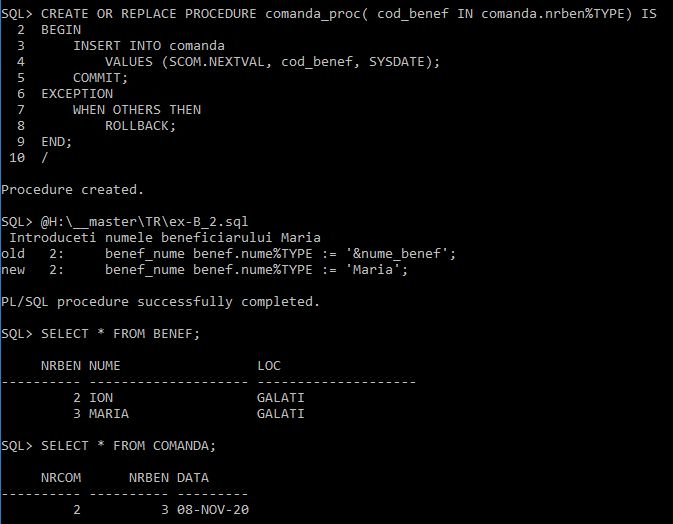 SQL> CREATE OR REPLACE PROCEDURE comanda_proc( cod_benef IN comanda.nrben%TYPE) IS
  2  BEGIN
  3      INSERT INTO comanda
  4          VALUES (SCOM.NEXTVAL, cod_benef, SYSDATE);
  5      COMMIT;
  6  EXCEPTION
  7      WHEN OTHERS THEN
  8          ROLLBACK;
  9  END;
 10  /
Procedure created.
SQL> @H:\__master\TR\ex-B_2.sql
 Introduceti numele beneficiarului Maria
old   2:     benef_nume benef.nume%TYPE := '&nume_benef';
new   2:     benef_nume benef.nume%TYPE := 'Maria';
PL/SQL procedure successfully completed.
SQL> SELECT * FROM BENEF;
     NRBEN NUME                 LOC
---------- -------------------- --------------------
         2 ION                  GALATI
         3 MARIA                GALATI
SQL> SELECT * FROM COMANDA;
     NRCOM      NRBEN DATA
---------- ---------- ---------
         2          3 08-NOV-20